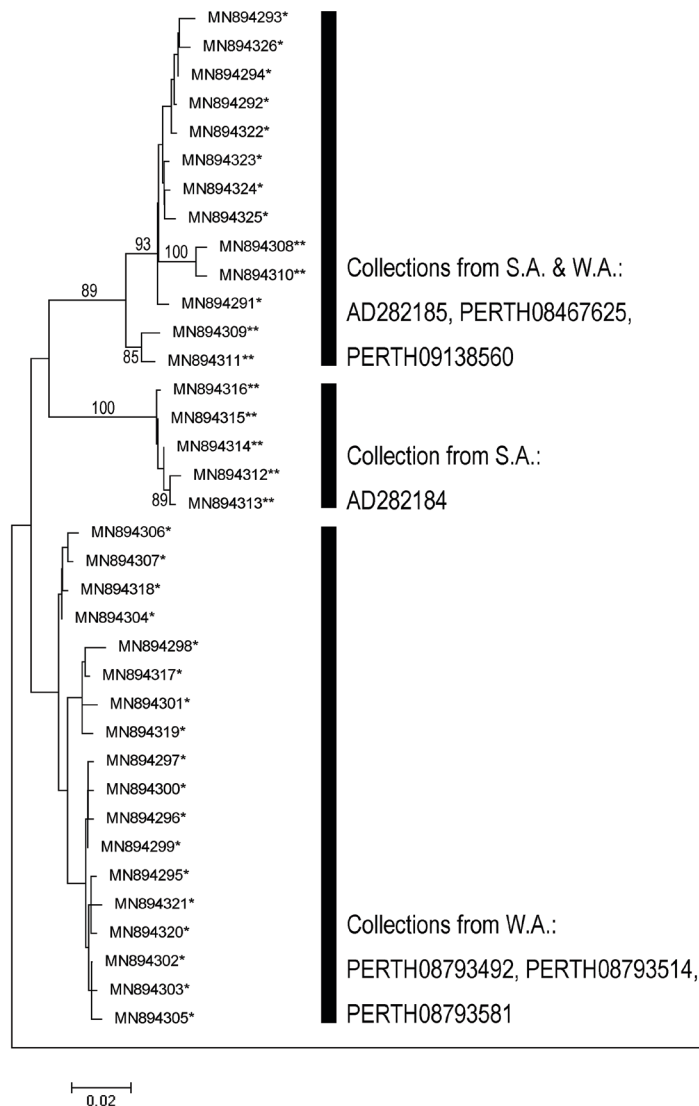 MN894293*
MN894326*
MN894294*
MN894292*
MN894322*
MN894323*
MN894324*
MN894325*
93
100
MN894308**
MN894310**
89
MN894291*
MN894309**
85
MN894311**
Collections from S.A. & W.A.:
AD282185, PERTH08467625,
PERTH09138560
MN894316**
100
MN894315**
MN894314**
MN894312**
89
MN894313**
Collection from S.A.:
AD282184
MN894306*
MN894307*
MN894318*
MN894304*
MN894298*
MN894317*
MN894301*
MN894319*
MN894297*
MN894300*
MN894296*
MN894299*
MN894295*
MN894321*
MN894320*
MN894302*
MN894303*
MN894305*
Collections from W.A.:
PERTH08793492, PERTH08793514,
PERTH08793581
0.02